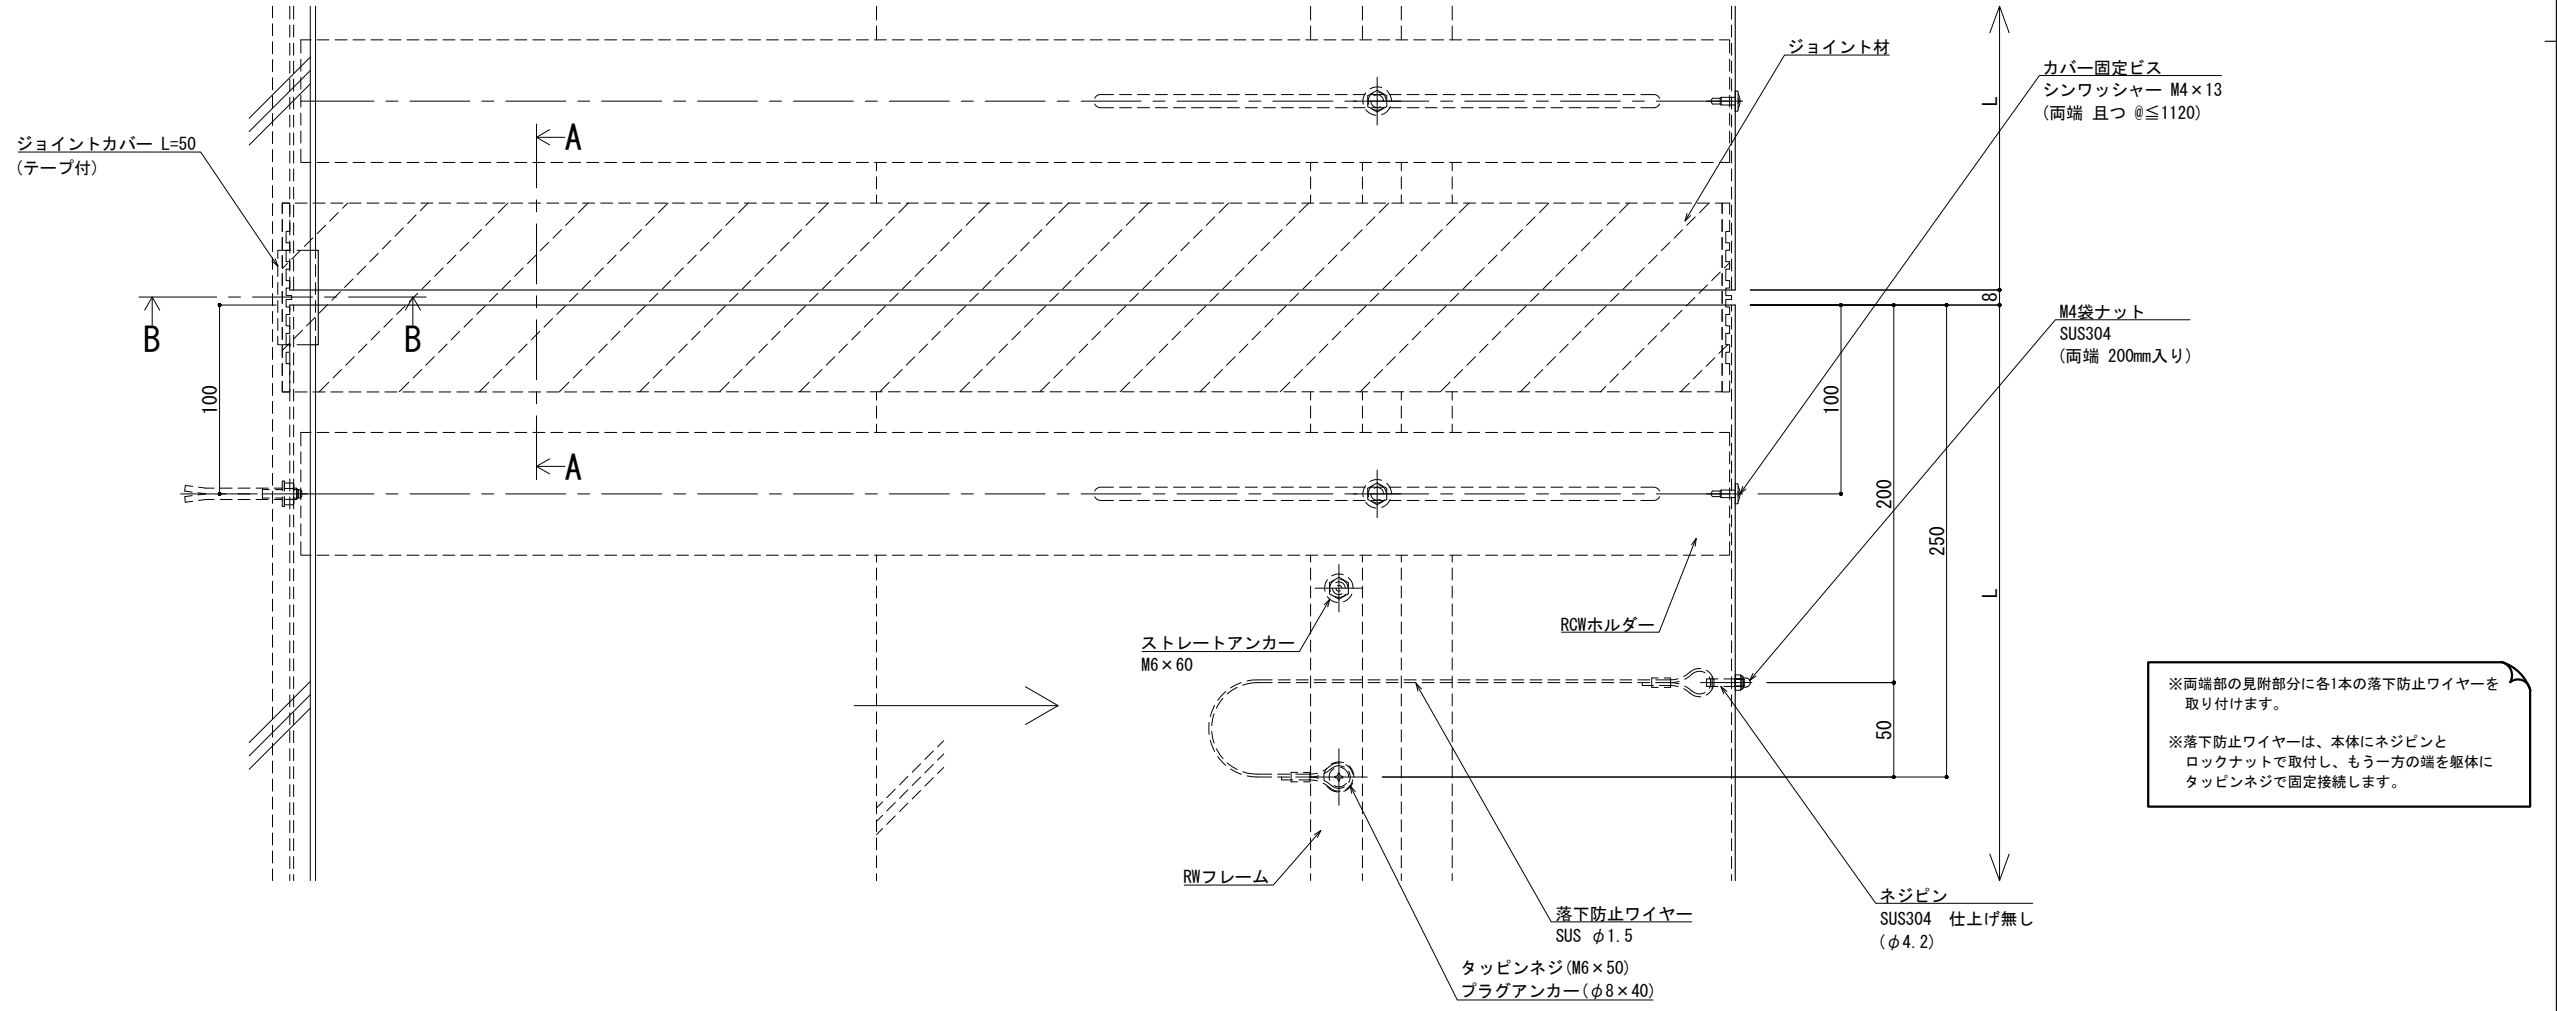 ジョイント材
カバー固定ビス
シンワッシャー M4×13
(両端 且つ @≦1120)
L
ジョイントカバー L=50
(テープ付)
A
B
B
8
M4袋ナット
SUS304
(両端 200mm入り)
100
100
A
200
250
L
ストレートアンカー
M6×60
RCWホルダー
50
※両端部の見附部分に各1本の落下防止ワイヤーを
取り付けます。
※落下防止ワイヤーは、本体にネジピンと
ロックナットで取付し、もう一方の端を躯体に
タッピンネジで固定接続します。
RWフレーム
落下防止ワイヤー
SUS φ1.5
ネジピン
SUS304 仕上げ無し
(φ4.2)
タッピンネジ(M6×50)
プラグアンカー(φ8×40)